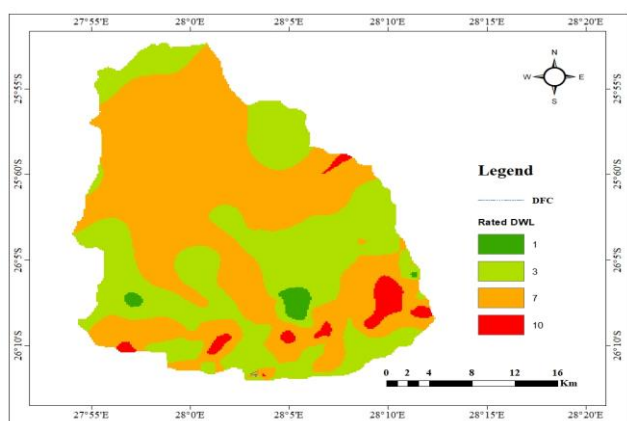 27°55'E 28°0'E 28°5'E 28°10'E 28°15'E 28°20'E
N
W E
S
25°55'S 25°55'S
25°60'S 25°60'S
Legend
DFC
Rated DWL
1
3
7
10
26°5'S 26°5'S
26°10'S 26°10'S
0 2 4 8 12 16
Km
27°55'E 28°0'E 28°5'E 28°10'E 28°15'E 28°20'E